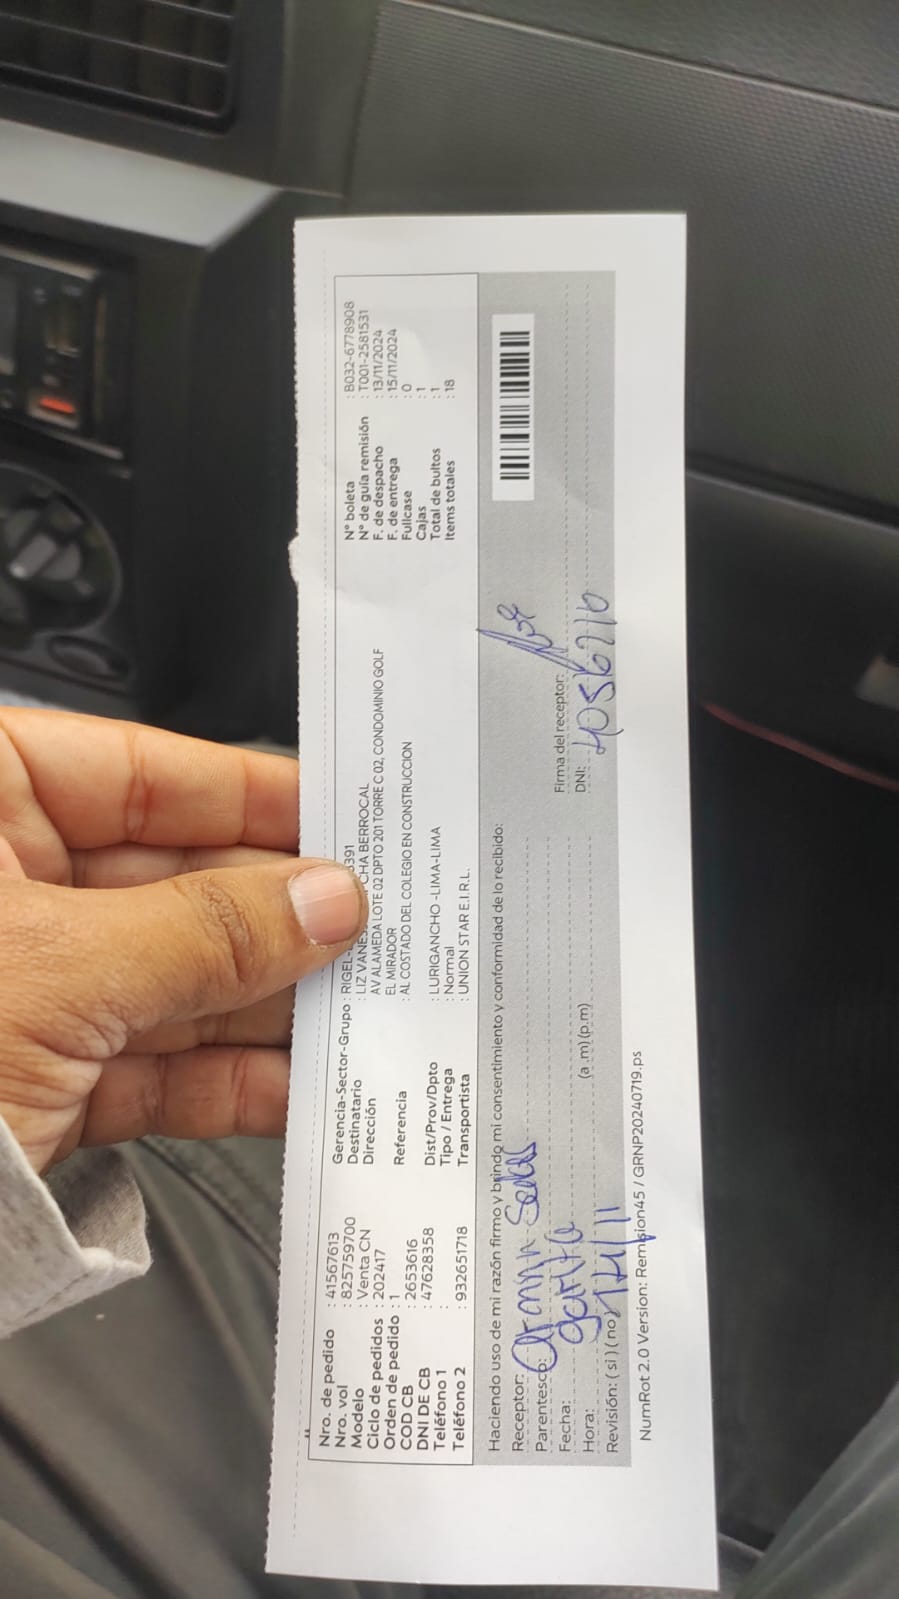 Nro. de pedido : 41567613
Nro. vol : 825759700
Modelo : Venta CN
Ciclo de pedidos : 202417
Orden de pedido : 1
COD CB : 2653616
DNI DE CB : 47628358
Teléfono 1 :
Teléfono 2 : 932651718
Gerencia-Sector-Grupo : RIGEL-
Destinatario : LIZ CHA BERROCAL
Dirección AV ALAMEDA LOTE 02 DPTO 201 TORRE C 02, CONDOMINIO GOLF
EL MIRADOR
Referencia : AL COSTADO DEL COLEGIO EN CONSTRUCCION
Dist/Prov/Dpto : LURIGANCHO -LIMA-LIMA
Tipo / Entrega : Normal
Transportista : UNION STAR E.I.R.L.
N° boleta : B032-6778908
N° de guía remisión : T001-2581531
F. de despacho : 13/11/2024
F. de entrega : 15/11/2024
Fullcase : 0
Cajas : 1
Total de bultos : 1
Items totales : 18
Haciendo uso de mi razón firmo y brindo mi consentimiento y conformidad de lo recibido:
Receptor:
Parentesco:
Fecha:
Hora: (a .m) (p.m)
Revisión: ( si ) ( no ) 14/11
Firma del receptor:
DNI: 40516716
NumRot 2.0 Version: Remision45 / GRNP20240719.ps